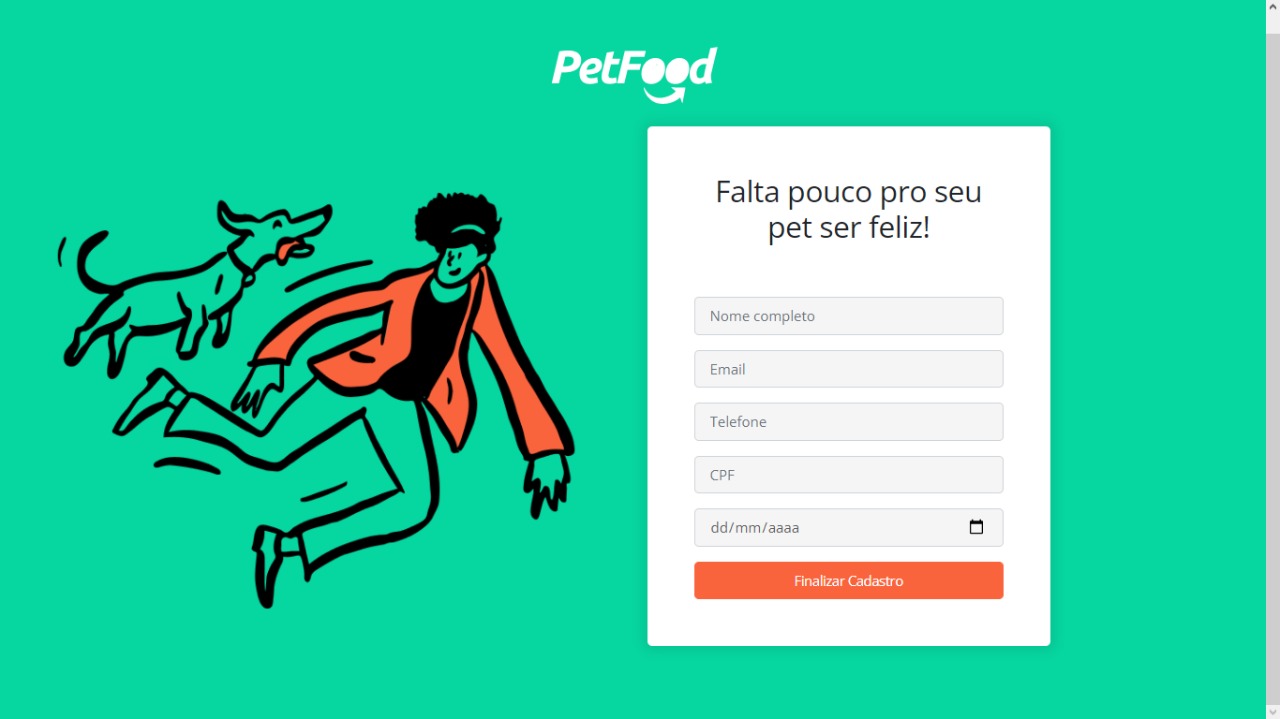 PetFood
Falta pouco pro seu
pet ser feliz!
Nome completo
Email
Telefone
CPF
dd/mm/aaaa
Finalizar Cadastro